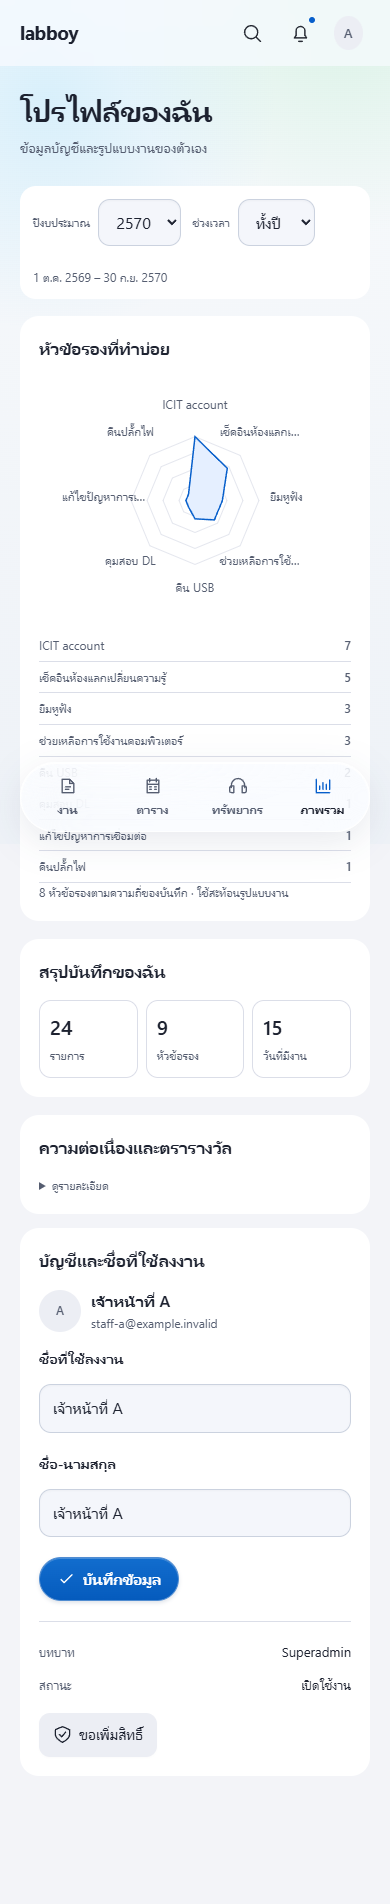 labboy
A
โปรไฟล์ของฉัน
ข้อมูลบัญชีและรูปแบบงานของตัวเอง
ปีงบประมาณ 2570 ช่วงเวลา ทั้งปี
1 ต.ค. 2569 – 30 ก.ย. 2570
หัวข้อรองที่ทำบ่อย
ICIT account
คืนปลั๊กไฟ เช็คอินห้องแลกเ...
แก้ไขปัญหาการเ... ยืมหูฟัง
คุมสอบ DL ช่วยเหลือการใช้...
คืน USB
ICIT account 7
เช็คอินห้องแลกเปลี่ยนความรู้ 5
ยืมหูฟัง 3
ช่วยเหลือการใช้งานคอมพิวเตอร์ 3
คืน USB 2
งาน ตาราง ทรัพยากร ภาพรวม
แก้ไขปัญหาการเชื่อมต่อ 1
คืนปลั๊กไฟ 1
8 หัวข้อรองตามความถี่ของบันทึก · ใช้สะท้อนรูปแบบงาน
สรุปบันทึกของฉัน
24 9 15
รายการ หัวข้อรอง วันที่มีงาน
ความต่อเนื่องและตรารางวัล
ดูรายละเอียด
บัญชีและชื่อที่ใช้ลงงาน
A
เจ้าหน้าที่ A
staff-a@example.invalid
ชื่อที่ใช้ลงงาน
เจ้าหน้าที่ A
ชื่อ-นามสกุล
เจ้าหน้าที่ A
บันทึกข้อมูล
บทบาท Superadmin
สถานะ เปิดใช้งาน
ขอเพิ่มสิทธิ์